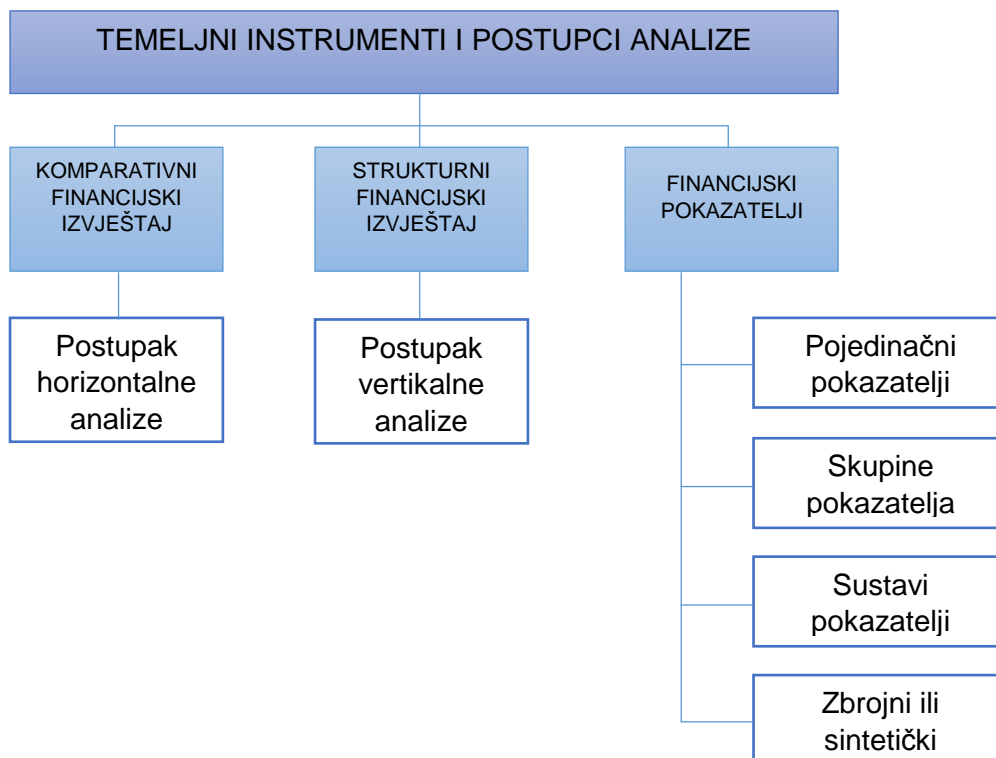 TEMELJNI INSTRUMENTI I POSTUPCI ANALIZE
KOMPARATIVNI
FINANCIJSKI
IZVJEŠTAJ
STRUKTURNI
FINANCIJSKI
IZVJEŠTAJ
FINANCIJSKI
POKAZATELJI
Postupak
horizontalne
analize
Postupak
vertikalne
analize
Pojedinačni
pokazatelji
Skupine
pokazatelja
Sustavi
pokazatelji
Zbrojni ili
sintetički